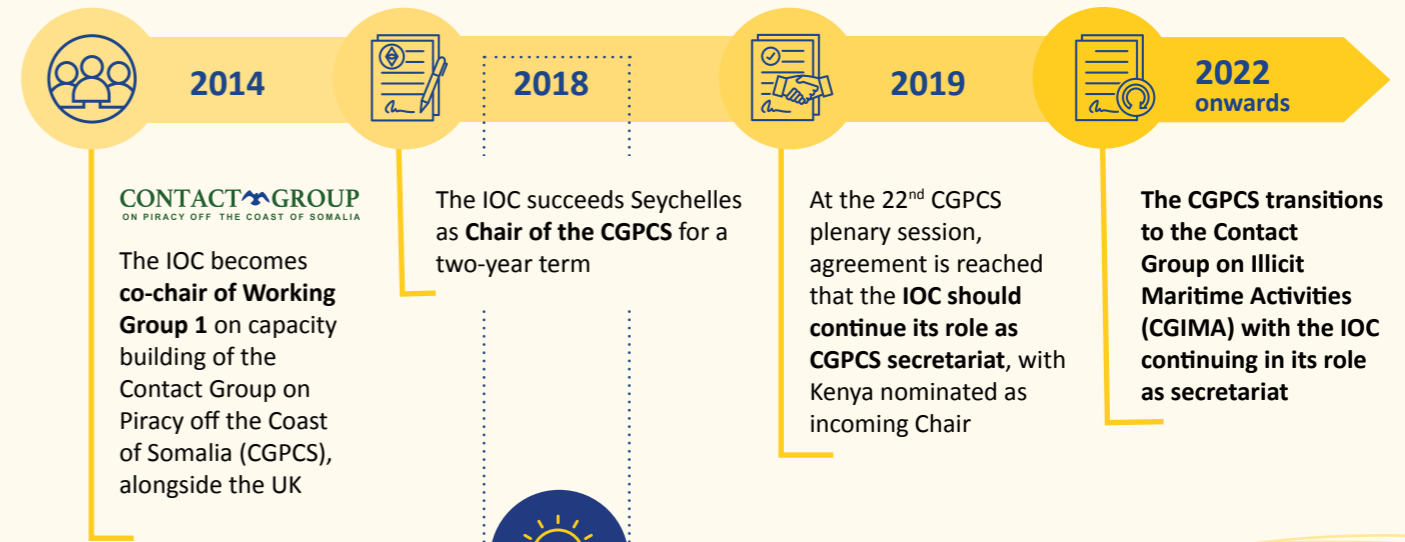 2014
CONTACT GROUP
ON PIRACY OFF THE COAST OF SOMALIA
The IOC becomes
co-chair of Working
Group 1 on capacity
building of the
Contact Group on
Piracy off the Coast
of Somalia (CGPCS),
alongside the UK
2018
The IOC succeeds Seychelles
as Chair of the CGPCS for a
two-year term
2019
At the 22nd CGPCS
plenary session,
agreement is reached
that the IOC should
continue its role as
CGPCS secretariat, with
Kenya nominated as
incoming Chair
2022
onwards
The CGPCS transitions
to the Contact
Group on Illicit
Maritime Activities
(CGIMA) with the IOC
continuing in its role
as secretariat